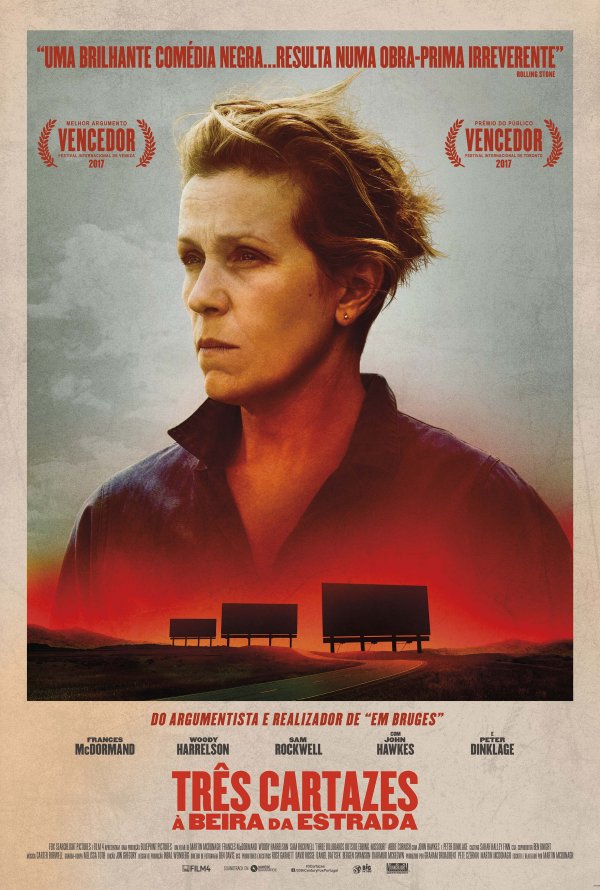 “UMA BRILHANTE COMÉDIA NEGRA...RESULTA NUMA OBRA-PRIMA IRREVERENTE”
ROLLING STONE
MELHOR ARGUMENTO
VENCEDOR
FESTIVAL INTERNACIONAL DE VENEZA
2017
PRÉMIO DO PÚBLICO
VENCEDOR
FESTIVAL INTERNACIONAL DE TORONTO
2017
DO ARGUMENTISTA E REALIZADOR DE “EM BRUGES”
FRANCES McDORMAND
WOODY HARRELSON
SAM ROCKWELL
COM JOHN HAWKES
E PETER DINKLAGE
TRÊS CARTAZES
À BEIRA DA ESTRADA
FILM4